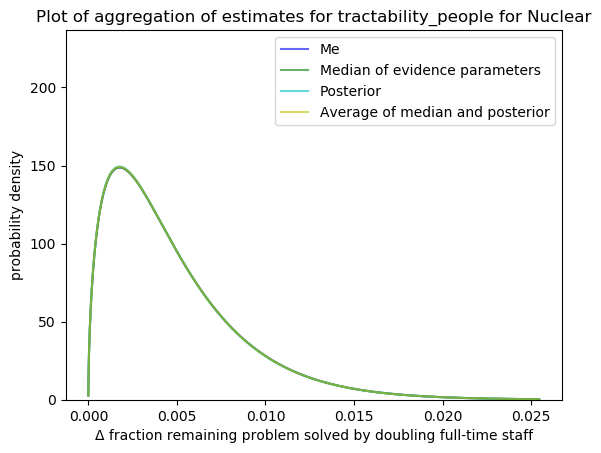 Plot of aggregation of estimates for tractability_people for Nuclear
Me
Median of evidence parameters
Posterior
Average of median and posterior
probability density
200
150
100
50
0
0.000 0.005 0.010 0.015 0.020 0.025
Δ fraction remaining problem solved by doubling full-time staff